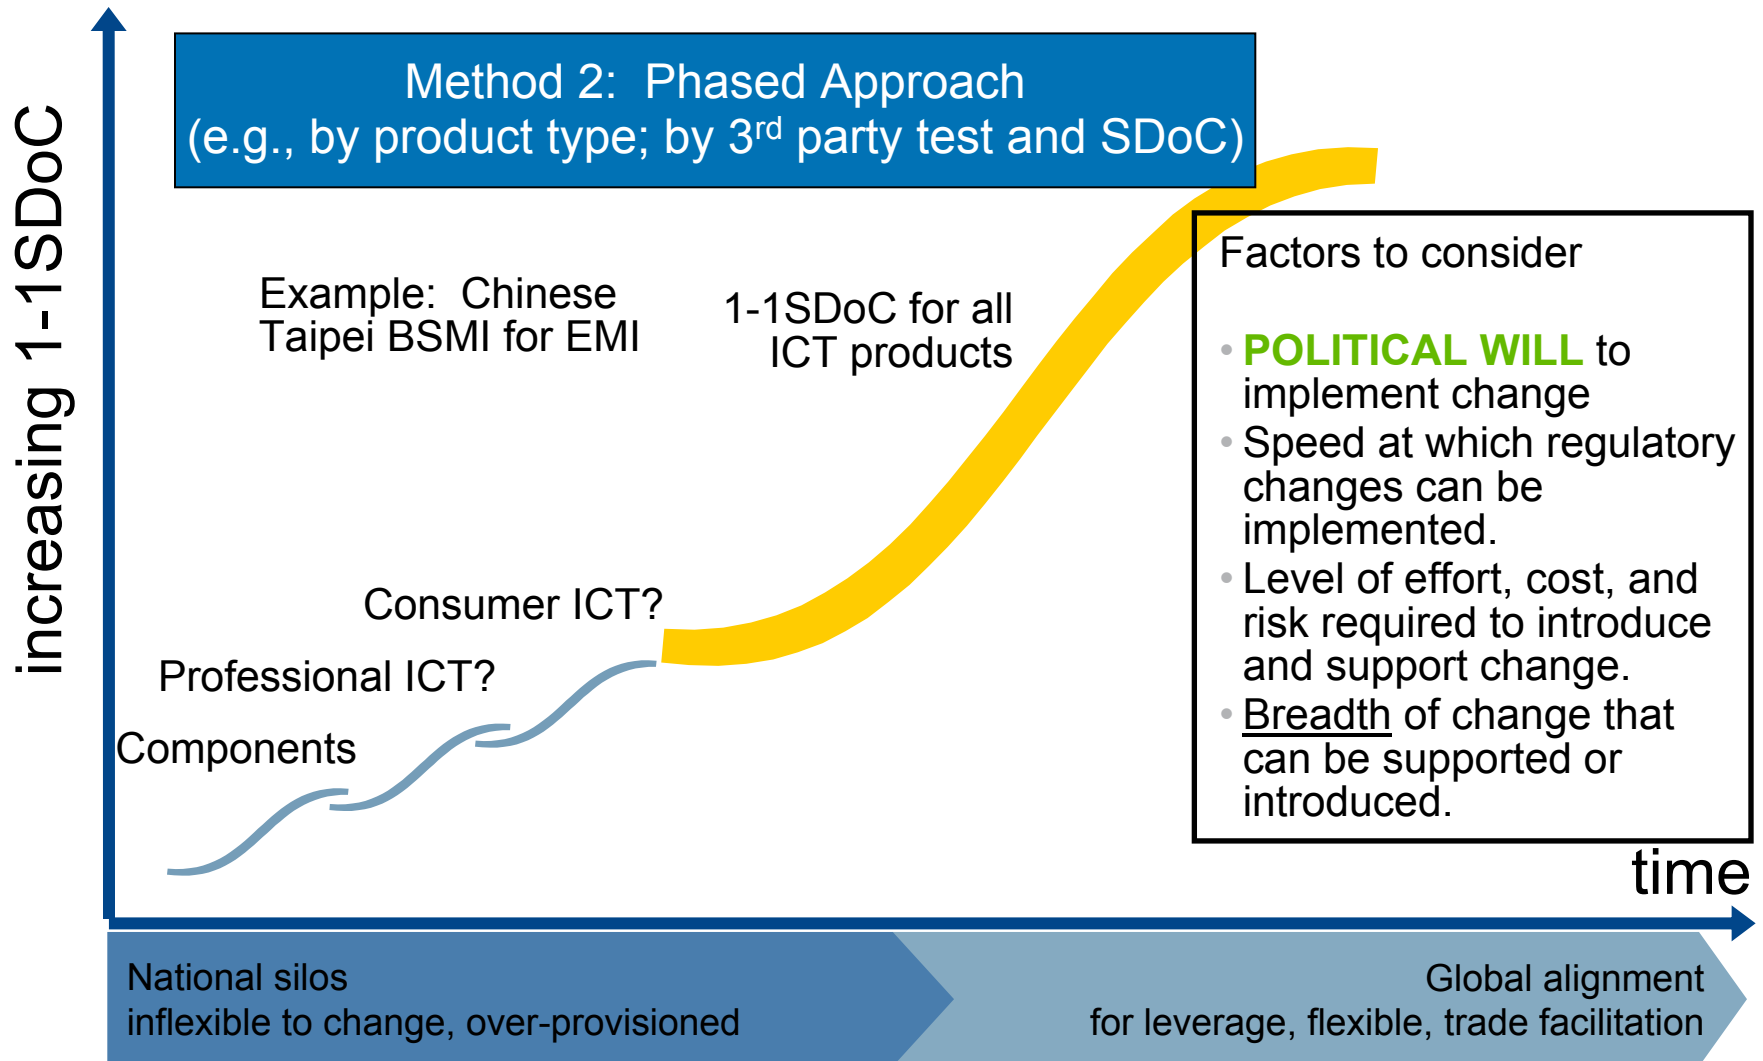 increasing 1-1SDoC
Method 2: Phased Approach
(e.g., by product type; by 3rd party test and SDoC)
Example: Chinese
Taipei BSMI for EMI
1-1SDoC for all
ICT products
Consumer ICT?
Professional ICT?
Components
Factors to consider
• POLITICAL WILL to
implement change
• Speed at which regulatory
changes can be
implemented.
• Level of effort, cost, and
risk required to introduce
and support change.
• Breadth of change that
can be supported or
introduced.
time
National silos
inflexible to change, over-provisioned
Global alignment
for leverage, flexible, trade facilitation